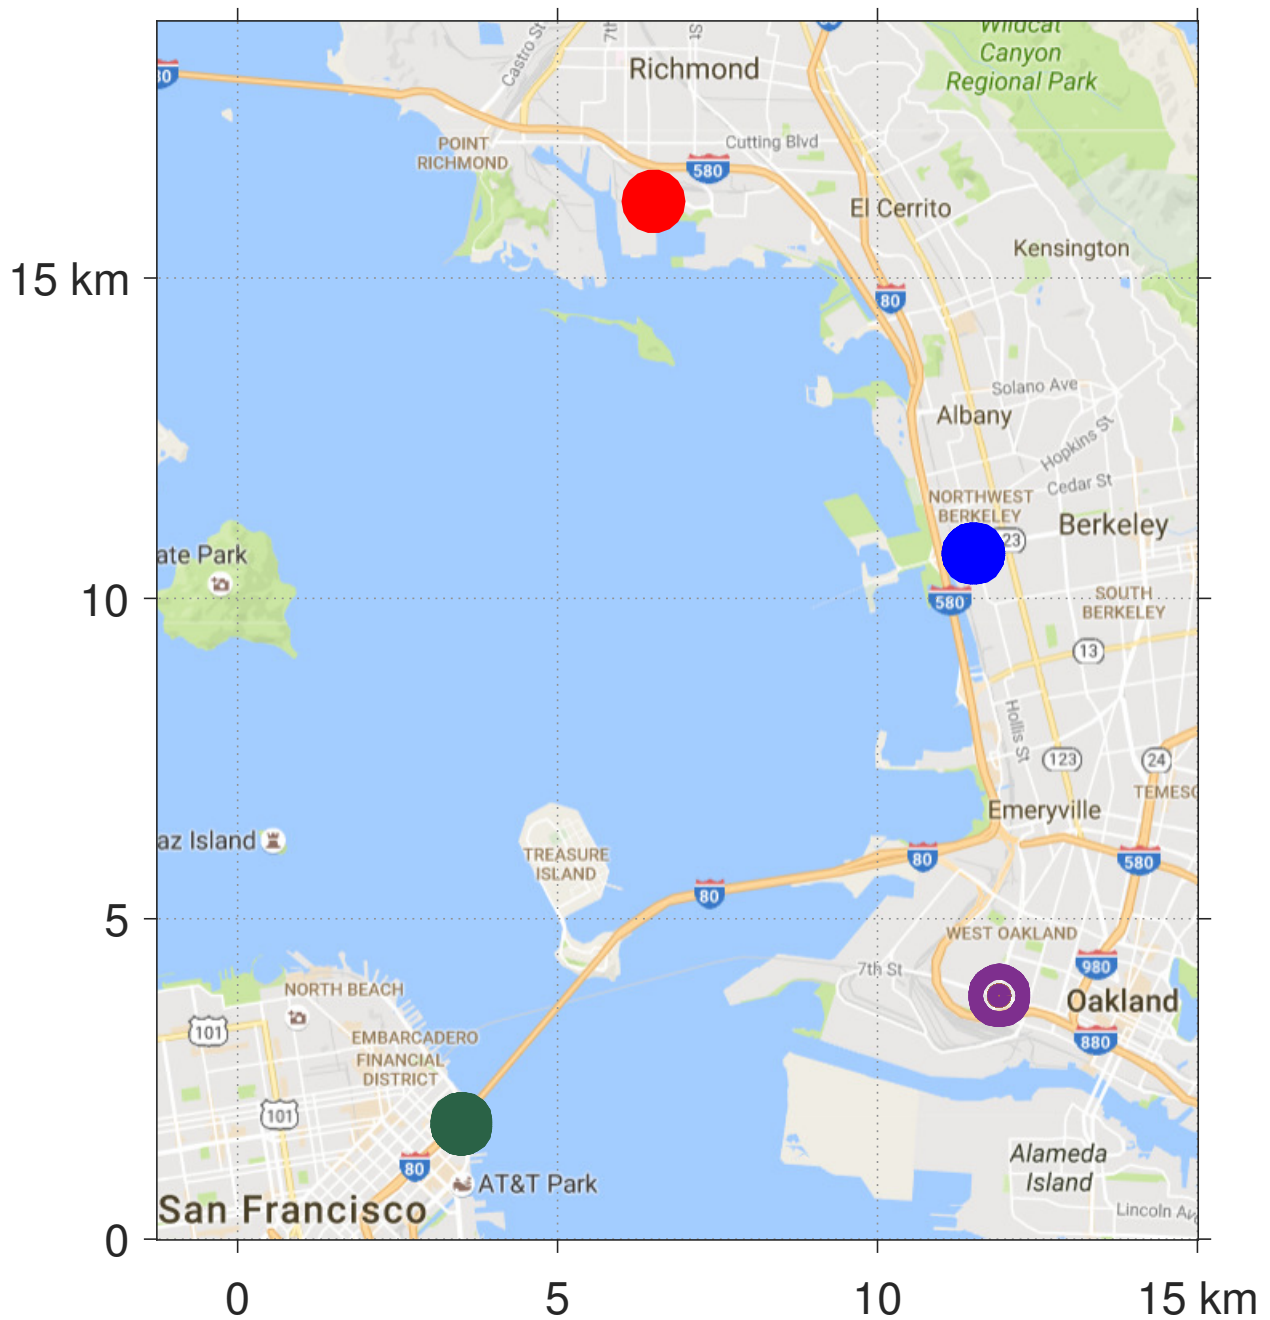 Wildcat
Canyon
Regional Park
Castro St
7th
St
Richmond
80
POINT
RICHMOND
Cutting Blvd
580
El Cerrito
Kensington
15 km
80
Solano Ave
Albany
Hopkins St
Cedar St
NORTHWEST
BERKELEY
Berkeley
23
ate Park
10
580
SOUTH
BERKELEY
13
Hollis St
123
24
TEMESC
Emeryville
az Island
TREASURE
ISLAND
80
580
80
5
WEST OAKLAND
7th St
980
NORTH BEACH
Oakland
101
EMBARCADERO
880
FINANCIAL
DISTRICT
101
80
AT&T Park
Alameda
Island
San Francisco
Lincoln Av
0
0
5
10
15 km